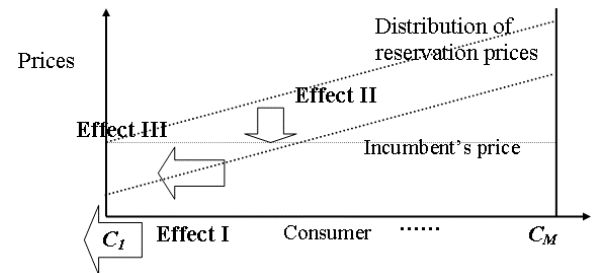 Distribution of
reservation prices
Prices
Effect II
Effect III
Incumbent's price
C1 Effect I Consumer ...... CM